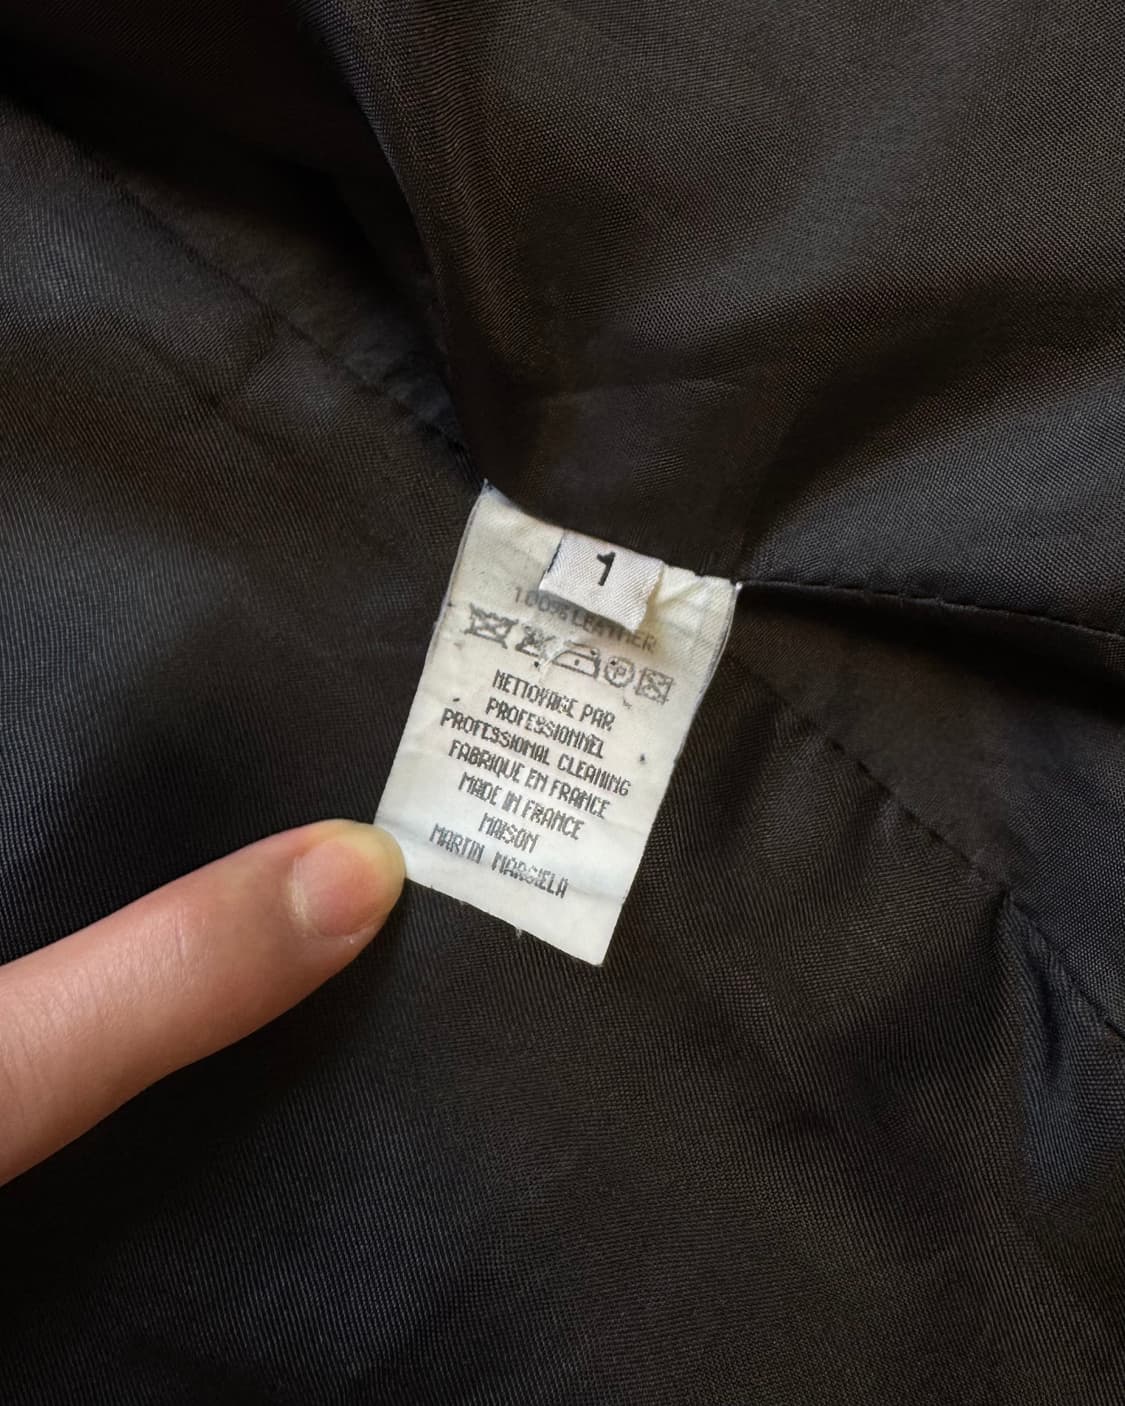 1
100% LEATHER
NETTOYAGE PAR
PROFESSIONNEL
PROFESSIONAL CLEANING
FABRIQUE EN FRANCE
MADE IN FRANCE
MAISON
MARTIN MARGIELA